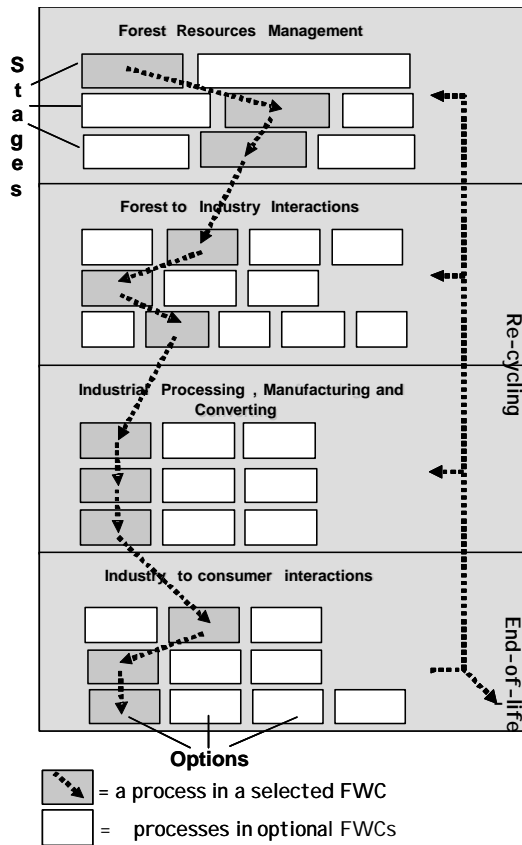 Forest Resources Management
Stages
Forest to Industry Interactions
Re-cycling
Industrial Processing , Manufacturing and
Converting
Industry to consumer interactions
End-of-life
Options
= a process in a selected FWC
= processes in optional FWCs